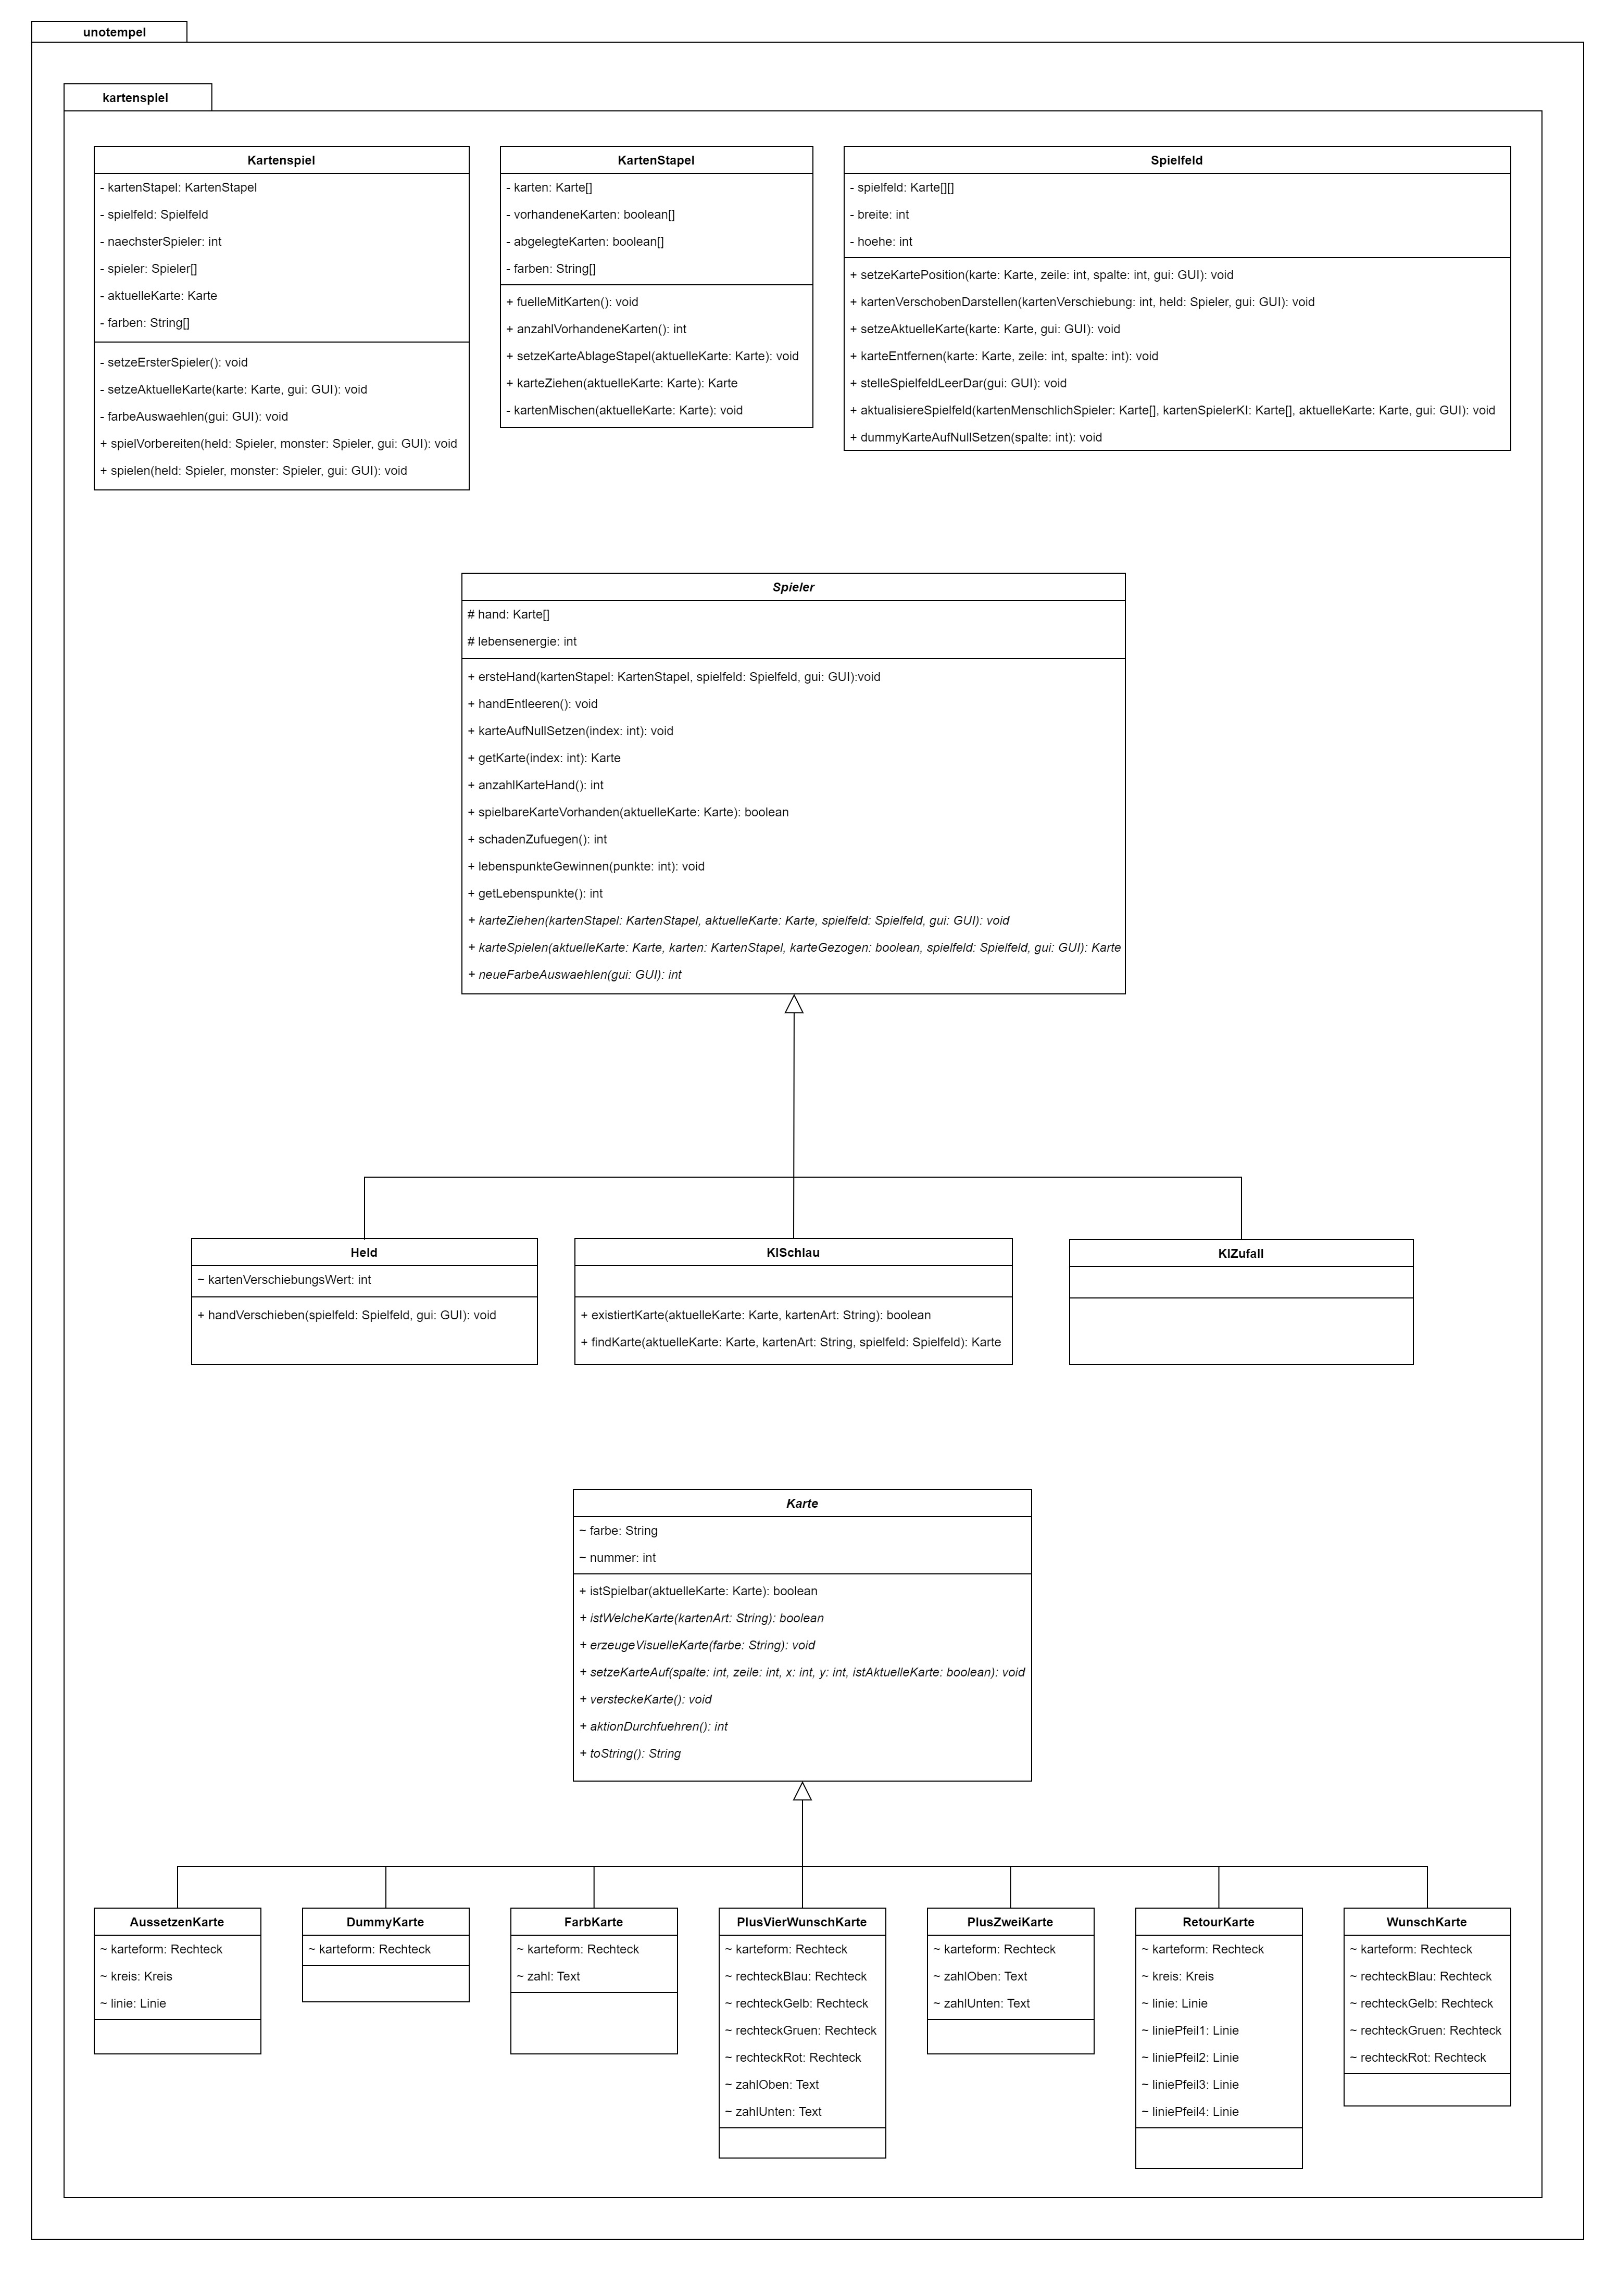 unotempel
kartenspiel
Kartenspiel
- kartenStapel: KartenStapel
- spielfeld: Spielfeld
- naechsterSpieler: int
- spieler: Spieler[]
- aktuelleKarte: Karte
- farben: String[]
- setzeErsterSpieler(): void
- setzeAktuelleKarte(karte: Karte, gui: GUI): void
- farbeAuswaehlen(gui: GUI): void
+ spielVorbereiten(held: Spieler, monster: Spieler, gui: GUI): void
+ spielen(held: Spieler, monster: Spieler, gui: GUI): void
KartenStapel
- karten: Karte[]
- vorhandeneKarten: boolean[]
- abgelegteKarten: boolean[]
- farben: String[]
+ fuelleMitKarten(): void
+ anzahlVorhandeneKarten(): int
+ setzeKarteAblageStapel(aktuelleKarte: Karte): void
+ karteZiehen(aktuelleKarte: Karte): Karte
- kartenMischen(aktuelleKarte: Karte): void
Spielfeld
- spielfeld: Karte[][]
- breite: int
- hoehe: int
+ setzeKartePosition(karte: Karte, zeile: int, spalte: int, gui: GUI): void
+ kartenVerschobenDarstellen(kartenVerschiebung: int, held: Spieler, gui: GUI): void
+ setzeAktuelleKarte(karte: Karte, gui: GUI): void
+ karteEntfernen(karte: Karte, zeile: int, spalte: int): void
+ stelleSpielfeldLeerDar(gui: GUI): void
+ aktualisiereSpielfeld(kartenMenschlichSpieler: Karte[], kartenSpielerKI: Karte[], aktuelleKarte: Karte, gui: GUI): void
+ dummyKarteAufNullSetzen(spalte: int): void
Spieler
# hand: Karte[]
# lebensenergie: int
+ ersteHand(kartenStapel: KartenStapel, spielfeld: Spielfeld, gui: GUI):void
+ handEntleeren(): void
+ karteAufNullSetzen(index: int): void
+ getKarte(index: int): Karte
+ anzahlKarteHand(): int
+ spielbareKarteVorhanden(aktuelleKarte: Karte): boolean
+ schadenZufuegen(): int
+ lebenspunkteGewinnen(punkte: int): void
+ getLebenspunkte(): int
+ karteZiehen(kartenStapel: KartenStapel, aktuelleKarte: Karte, spielfeld: Spielfeld, gui: GUI): void
+ karteSpielen(aktuelleKarte: Karte, karten: KartenStapel, karteGezogen: boolean, spielfeld: Spielfeld, gui: GUI): Karte
+ neueFarbeAuswaehlen(gui: GUI): int
Held
~ kartenVerschiebungsWert: int
+ handVerschieben(spielfeld: Spielfeld, gui: GUI): void
KISchlau
+ existiertKarte(aktuelleKarte: Karte, kartenArt: String): boolean
+ findKarte(aktuelleKarte: Karte, kartenArt: String, spielfeld: Spielfeld): Karte
KIZufall
Karte
~ farbe: String
~ nummer: int
+ istSpielbar(aktuelleKarte: Karte): boolean
+ istWelcheKarte(kartenArt: String): boolean
+ erzeugeVisuelleKarte(farbe: String): void
+ setzeKarteAuf(spalte: int, zeile: int, x: int, y: int, istAktuelleKarte: boolean): void
+ versteckeKarte(): void
+ aktionDurchfuehren(): int
+ toString(): String
AussetzenKarte
~ karteform: Rechteck
~ kreis: Kreis
~ linie: Linie
DummyKarte
~ karteform: Rechteck
FarbKarte
~ karteform: Rechteck
~ zahl: Text
PlusVierWunschKarte
~ karteform: Rechteck
~ rechteckBlau: Rechteck
~ rechteckGelb: Rechteck
~ rechteckGruen: Rechteck
~ rechteckRot: Rechteck
~ zahlOben: Text
~ zahlUnten: Text
PlusZweiKarte
~ karteform: Rechteck
~ zahlOben: Text
~ zahlUnten: Text
RetourKarte
~ karteform: Rechteck
~ kreis: Kreis
~ linie: Linie
~ liniePfeil1: Linie
~ liniePfeil2: Linie
~ liniePfeil3: Linie
~ liniePfeil4: Linie
WunschKarte
~ karteform: Rechteck
~ rechteckBlau: Rechteck
~ rechteckGelb: Rechteck
~ rechteckGruen: Rechteck
~ rechteckRot: Rechteck